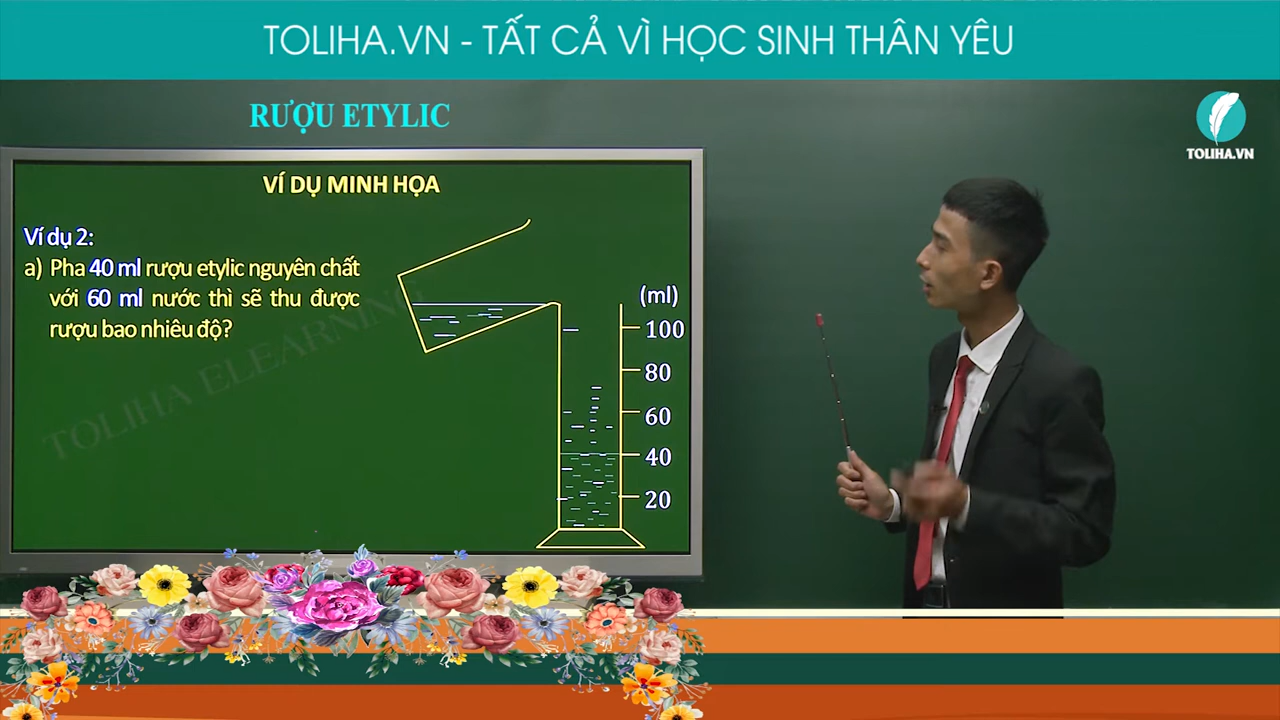 TOLIHA.VN - TẤT CẢ VÌ HỌC SINH THÂN YÊU
RƯỢU ETYLIC
TOLIHA.VN
VÍ DỤ MINH HỌA
Ví dụ 2:
a) Pha 40 ml rượu etylic nguyên chất
với 60 ml nước thì sẽ thu được
rượu bao nhiêu độ?
(ml)
100
80
60
40
20
TOLIHA ELEARNING